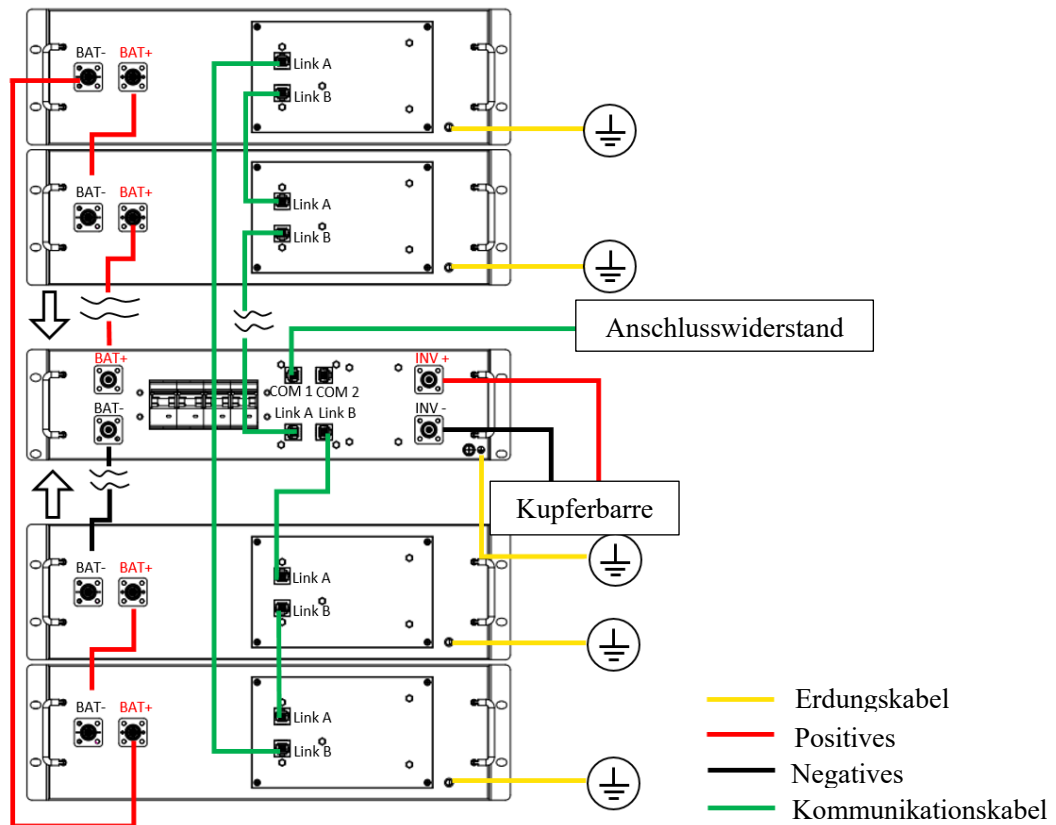 BAT- BAT+
Link A
Link B
BAT- BAT+
Link A
Link B
Anschlusswiderstand
BAT+
INV +
COM 1 COM 2
BAT-
Link A Link B
INV -
Kupferbarre
BAT- BAT+
Link A
Link B
BAT- BAT+
Link A
Link B
Erdungskabel
Positives
Negatives
Kommunikationskabel